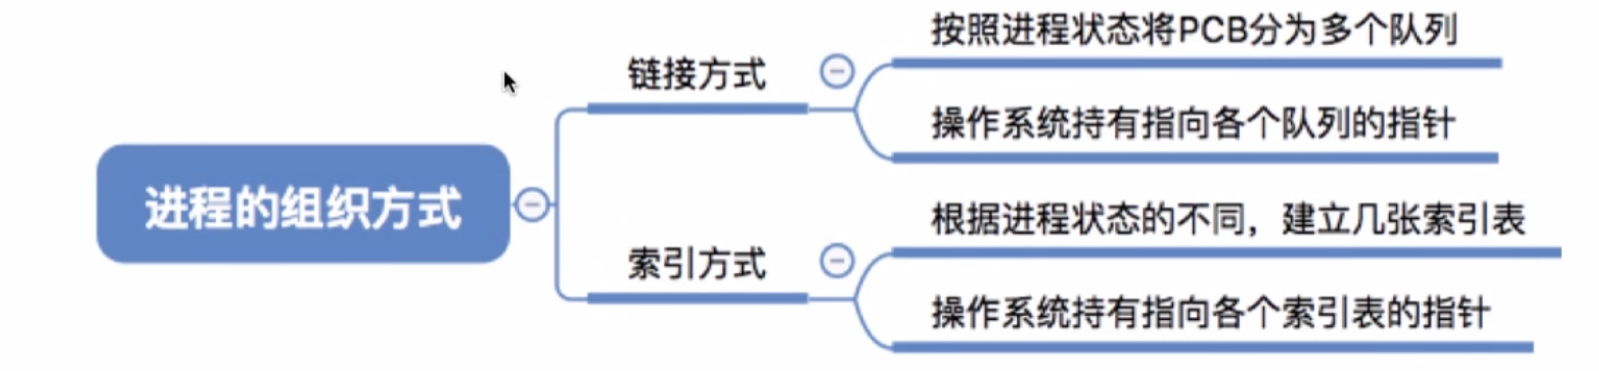 进程的组织方式
链接方式
按照进程状态将PCB分为多个队列
操作系统持有指向各个队列的指针
索引方式
根据进程状态的不同，建立几张索引表
操作系统持有指向各个索引表的指针